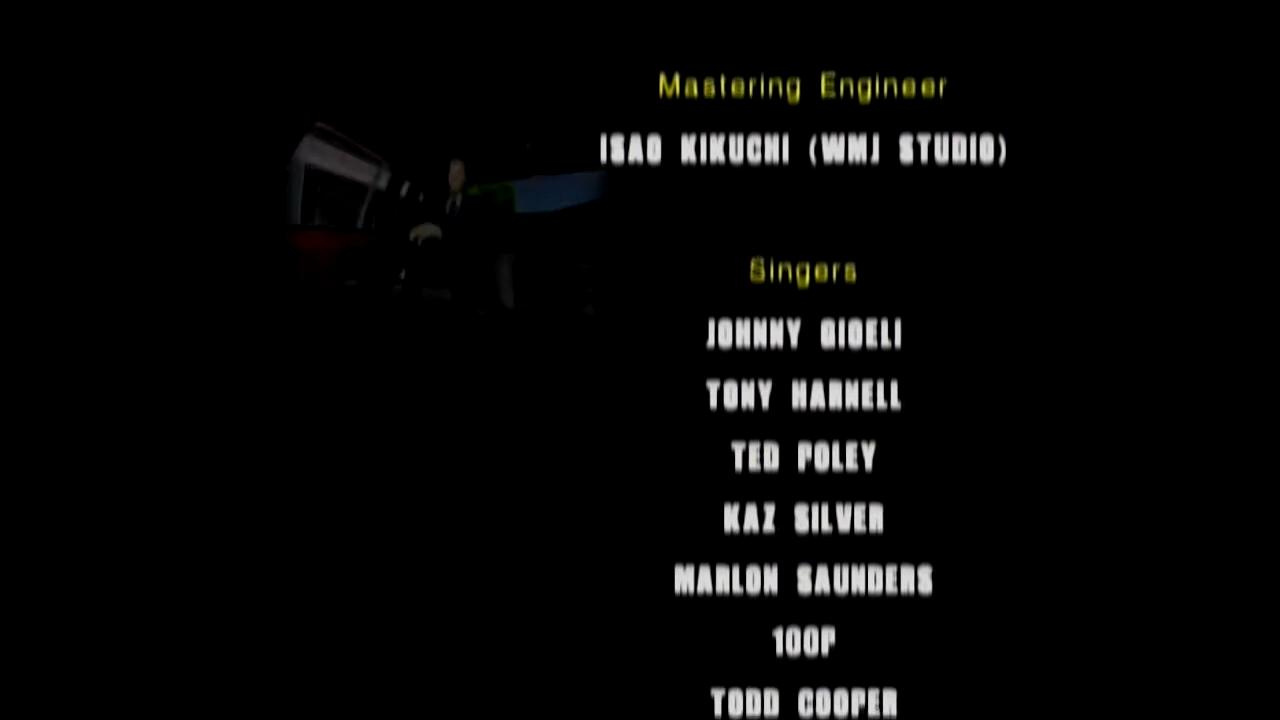 Mastering Engineer
ISAO KIKUCHI (WMJ STUDIO)
Singers
JOHNNY GIOELI
TONY HARNELL
TED POLEY
KAZ SILVER
MARLON SAUNDERS
100P
TODD COOPER